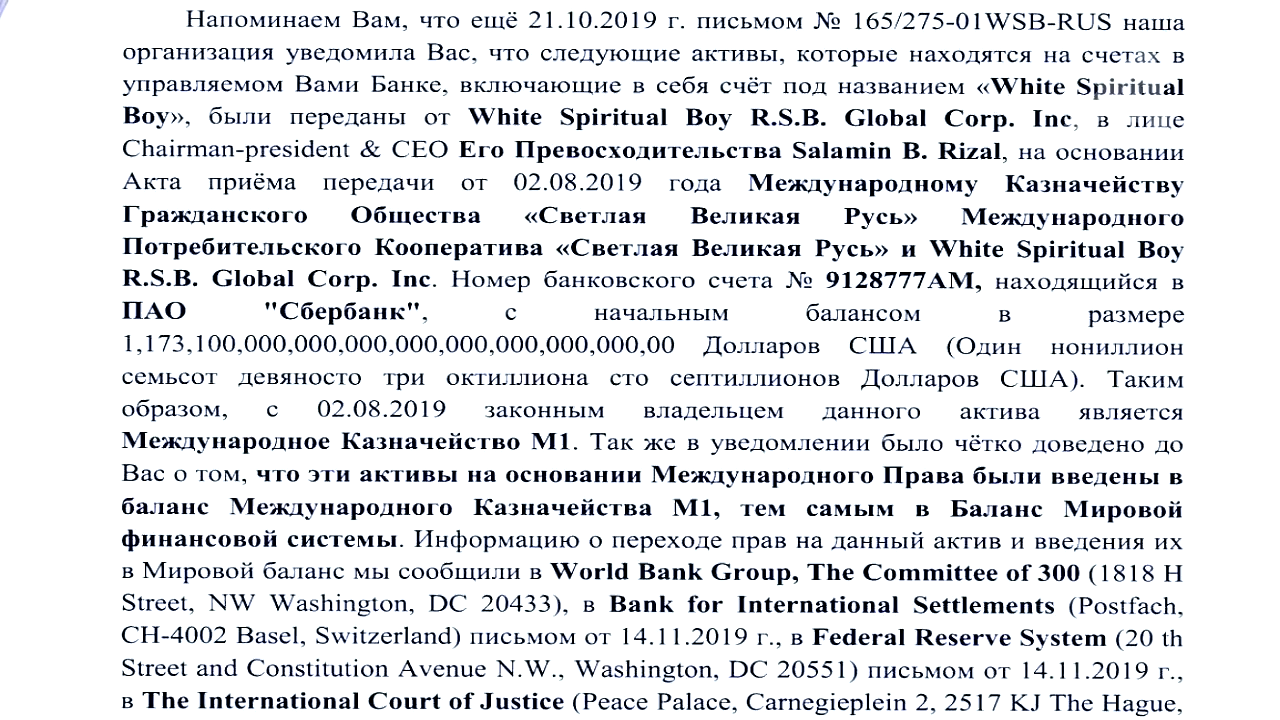 Напоминаем Вам, что ещё 21.10.2019 г. письмом № 165/275-01WSB-RUS наша
организация уведомила Вас, что следующие активы, которые находятся на счетах в
управляемом Вами Банке, включающие в себя счёт под названием «White Spiritual
Boy», были переданы от White Spiritual Boy R.S.B. Global Corp. Inc, в лице
Chairman-president & CEO Его Превосходительства Salamin B. Rizal, на основании
Акта приёма передачи от 02.08.2019 года Международному Казначейству
Гражданского Общества «Светлая Великая Русь» Международного
Потребительского Кооператива «Светлая Великая Русь» и White Spiritual Boy
R.S.B. Global Corp. Inc. Номер банковского счета № 9128777AM, находящийся в
ПАО "Сбербанк", с начальным балансом в размере
1,173,100,000,000,000,000,000,000,000,000,00 Долларов США (Один нониллион
семьсот девяносто три октиллиона сто септиллионов Долларов США). Таким
образом, с 02.08.2019 законным владельцем данного актива является
Международное Казначейство М1. Так же в уведомлении было чётко доведено до
Вас о том, что эти активы на основании Международного Права были введены в
баланс Международного Казначейства М1, тем самым в Баланс Мировой
финансовой системы. Информацию о переходе прав на данный актив и введения их
в Мировой баланс мы сообщили в World Bank Group, The Committee of 300 (1818 H
Street, NW Washington, DC 20433), в Bank for International Settlements (Postfach,
CH-4002 Basel, Switzerland) письмом от 14.11.2019 г., в Federal Reserve System (20 th
Street and Constitution Avenue N.W., Washington, DC 20551) письмом от 14.11.2019 г.,
в The International Court of Justice (Peace Palace, Carnegieplein 2, 2517 KJ The Hague,